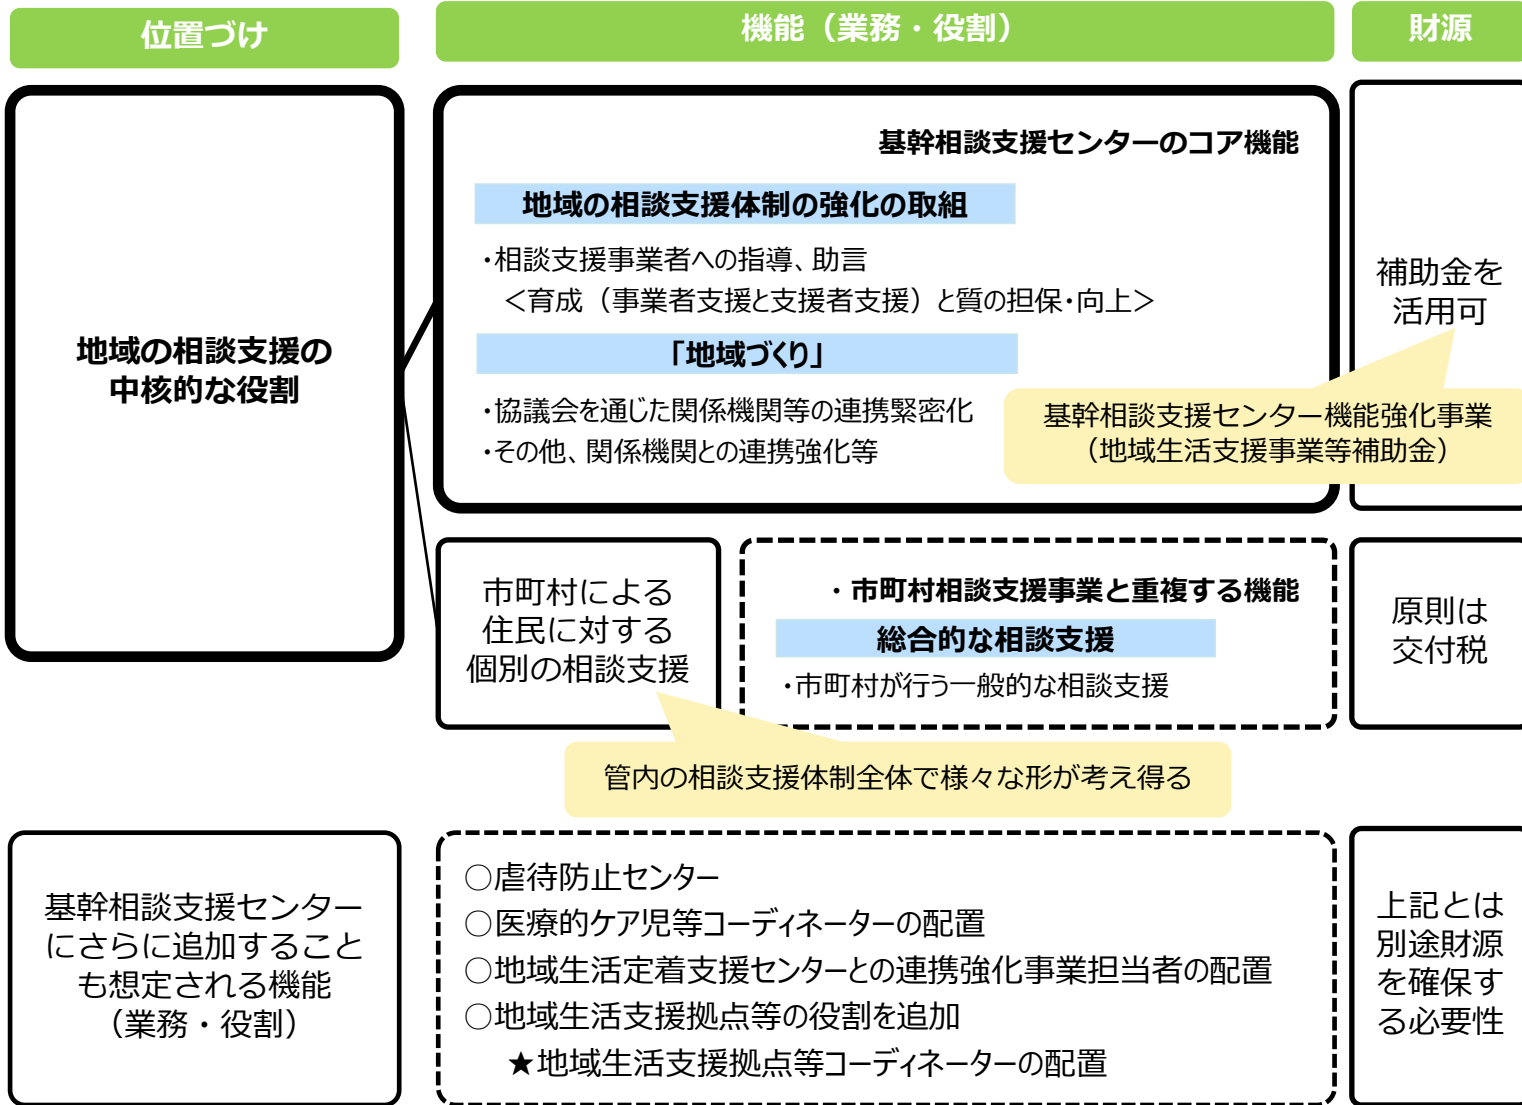 位置づけ
機能（業務・役割）
財源
地域の相談支援の
中核的な役割
基幹相談支援センターのコア機能
地域の相談支援体制の強化の取組
・相談支援事業者への指導、助言
＜育成（事業者支援と支援者支援）と質の担保・向上＞
「地域づくり」
・協議会を通じた関係機関等の連携緊密化
・その他、関係機関との連携強化等
補助金を
活用可
基幹相談支援センター機能強化事業
（地域生活支援事業等補助金）
市町村による
住民に対する
個別の相談支援
・市町村相談支援事業と重複する機能
総合的な相談支援
・市町村が行う一般的な相談支援
原則は
交付税
管内の相談支援体制全体で様々な形が考え得る
基幹相談支援センター
にさらに追加すること
も想定される機能
（業務・役割）
○虐待防止センター
○医療的ケア児等コーディネーターの配置
○地域生活定着支援センターとの連携強化事業担当者の配置
○地域生活支援拠点等の役割を追加
★地域生活支援拠点等コーディネーターの配置
上記とは
別途財源
を確保す
る必要性